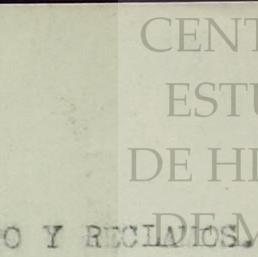 CENT
ESTU
DE HI
DE M
O Y RECLAMOS.